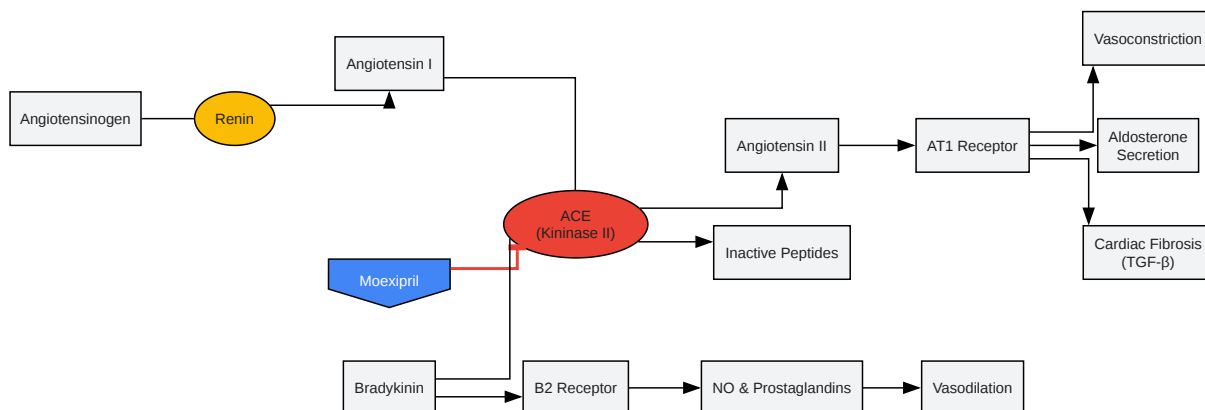 Vasoconstriction
Angiotensin I
Angiotensinogen
Renin
Angiotensin II
AT1 Receptor
Aldosterone
Secretion
ACE
(Kininase II)
Inactive Peptides
Cardiac Fibrosis
(TGF-β)
Moexipril
Bradykinin
B2 Receptor
NO & Prostaglandins
Vasodilation